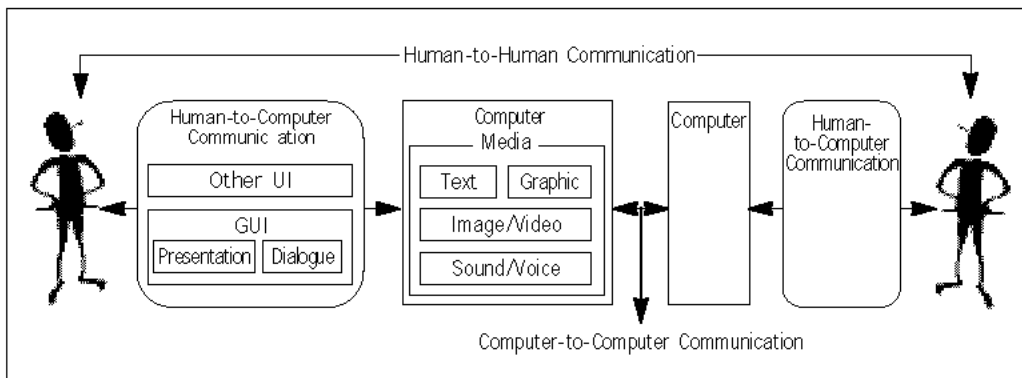 Human-to-Human Communication
Human-to-Computer
Communic ation
Other UI
GUI
Presentation
Dialogue
Computer
Media
Text
Graphic
Image/Video
Sound/Voice
Computer
Human-
to-Computer
Communication
Computer-to-Computer Communication